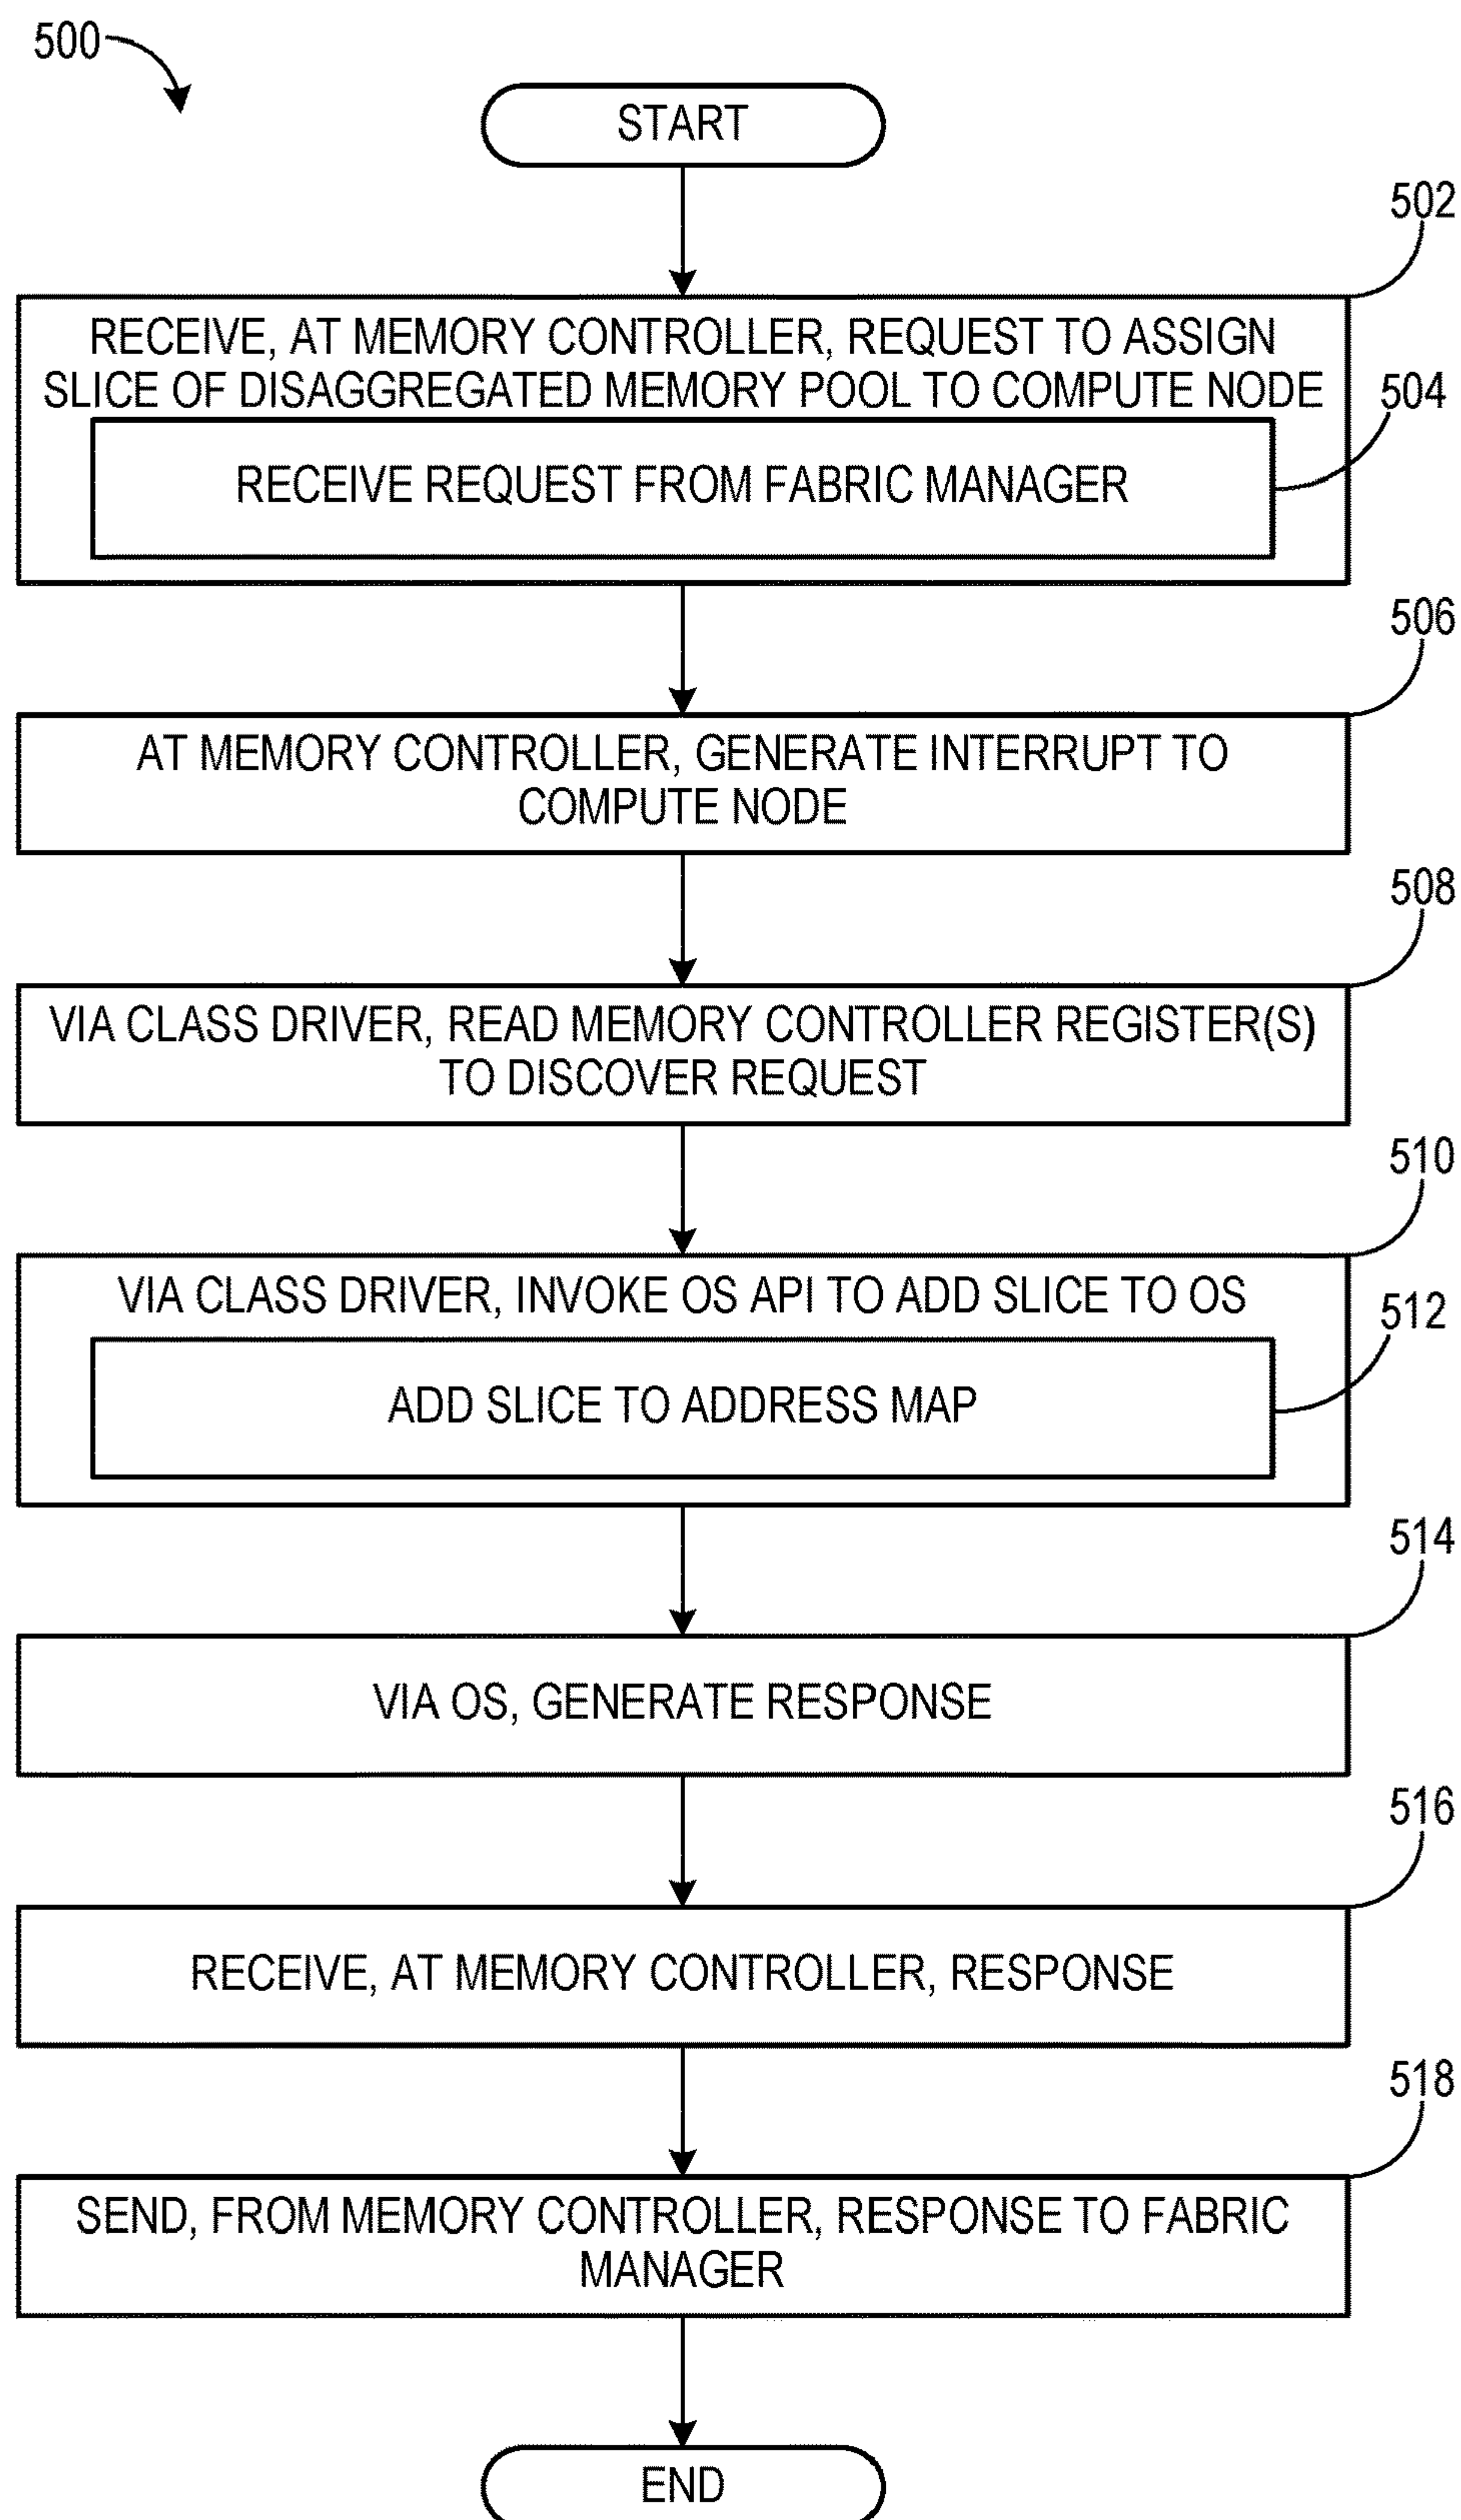 500
START
502
RECEIVE, AT MEMORY CONTROLLER, REQUEST TO ASSIGN
SLICE OF DISAGGREGATED MEMORY POOL TO COMPUTE NODE
504
RECEIVE REQUEST FROM FABRIC MANAGER
506
AT MEMORY CONTROLLER, GENERATE INTERRUPT TO
COMPUTE NODE
508
VIA CLASS DRIVER, READ MEMORY CONTROLLER REGISTER(S)
TO DISCOVER REQUEST
510
VIA CLASS DRIVER, INVOKE OS API TO ADD SLICE TO OS
512
ADD SLICE TO ADDRESS MAP
514
VIA OS, GENERATE RESPONSE
516
RECEIVE, AT MEMORY CONTROLLER, RESPONSE
518
SEND, FROM MEMORY CONTROLLER, RESPONSE TO FABRIC
MANAGER
END